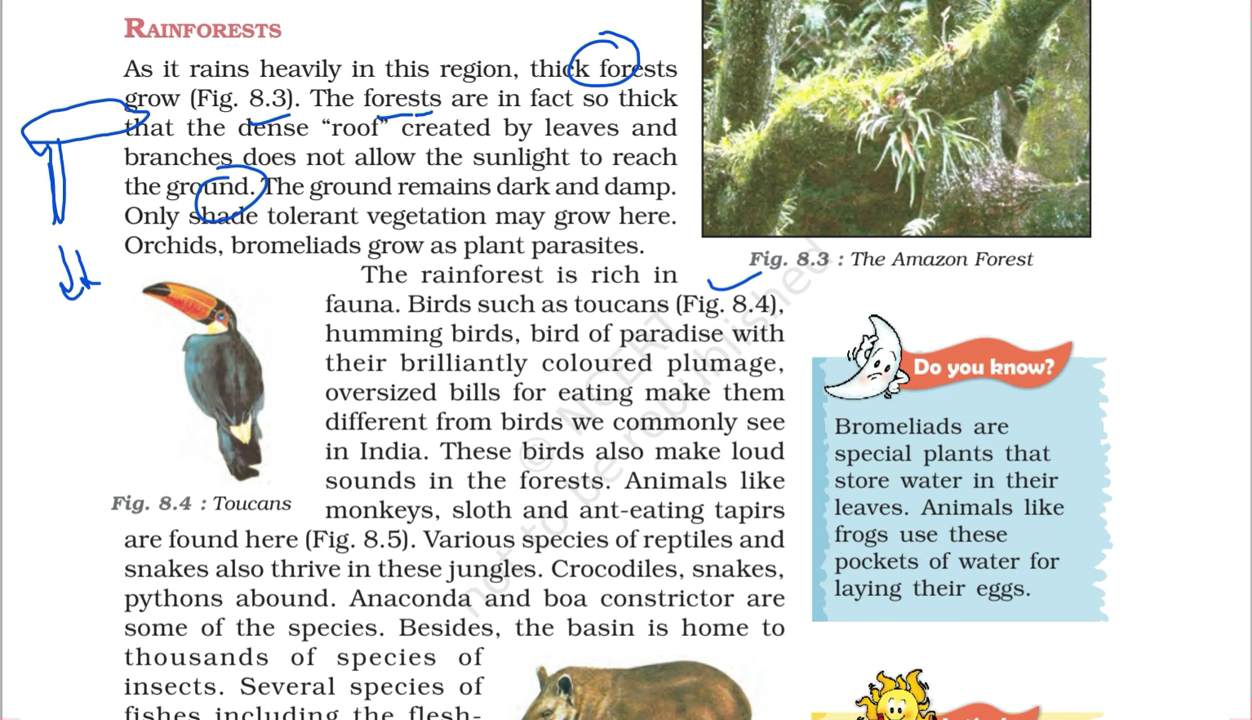 RAINFORESTS
As it rains heavily in this region, thick forests
grow (Fig. 8.3). The forests are in fact so thick
that the dense “roof” created by leaves and
branches does not allow the sunlight to reach
the ground. The ground remains dark and damp.
Only shade tolerant vegetation may grow here.
Orchids, bromeliads grow as plant parasites.
Fig. 8.3 : The Amazon Forest
The rainforest is rich in
fauna. Birds such as toucans (Fig. 8.4),
humming birds, bird of paradise with
their brilliantly coloured plumage,
oversized bills for eating make them
different from birds we commonly see
in India. These birds also make loud
sounds in the forests. Animals like
monkeys, sloth and ant-eating tapirs
are found here (Fig. 8.5). Various species of reptiles and
snakes also thrive in these jungles. Crocodiles, snakes,
pythons abound. Anaconda and boa constrictor are
some of the species. Besides, the basin is home to
thousands of species of
insects. Several species of
fishes including the flesh-
Fig. 8.4 : Toucans
Do you know?
Bromeliads are
special plants that
store water in their
leaves. Animals like
frogs use these
pockets of water for
laying their eggs.
© NCERT
not to be republished